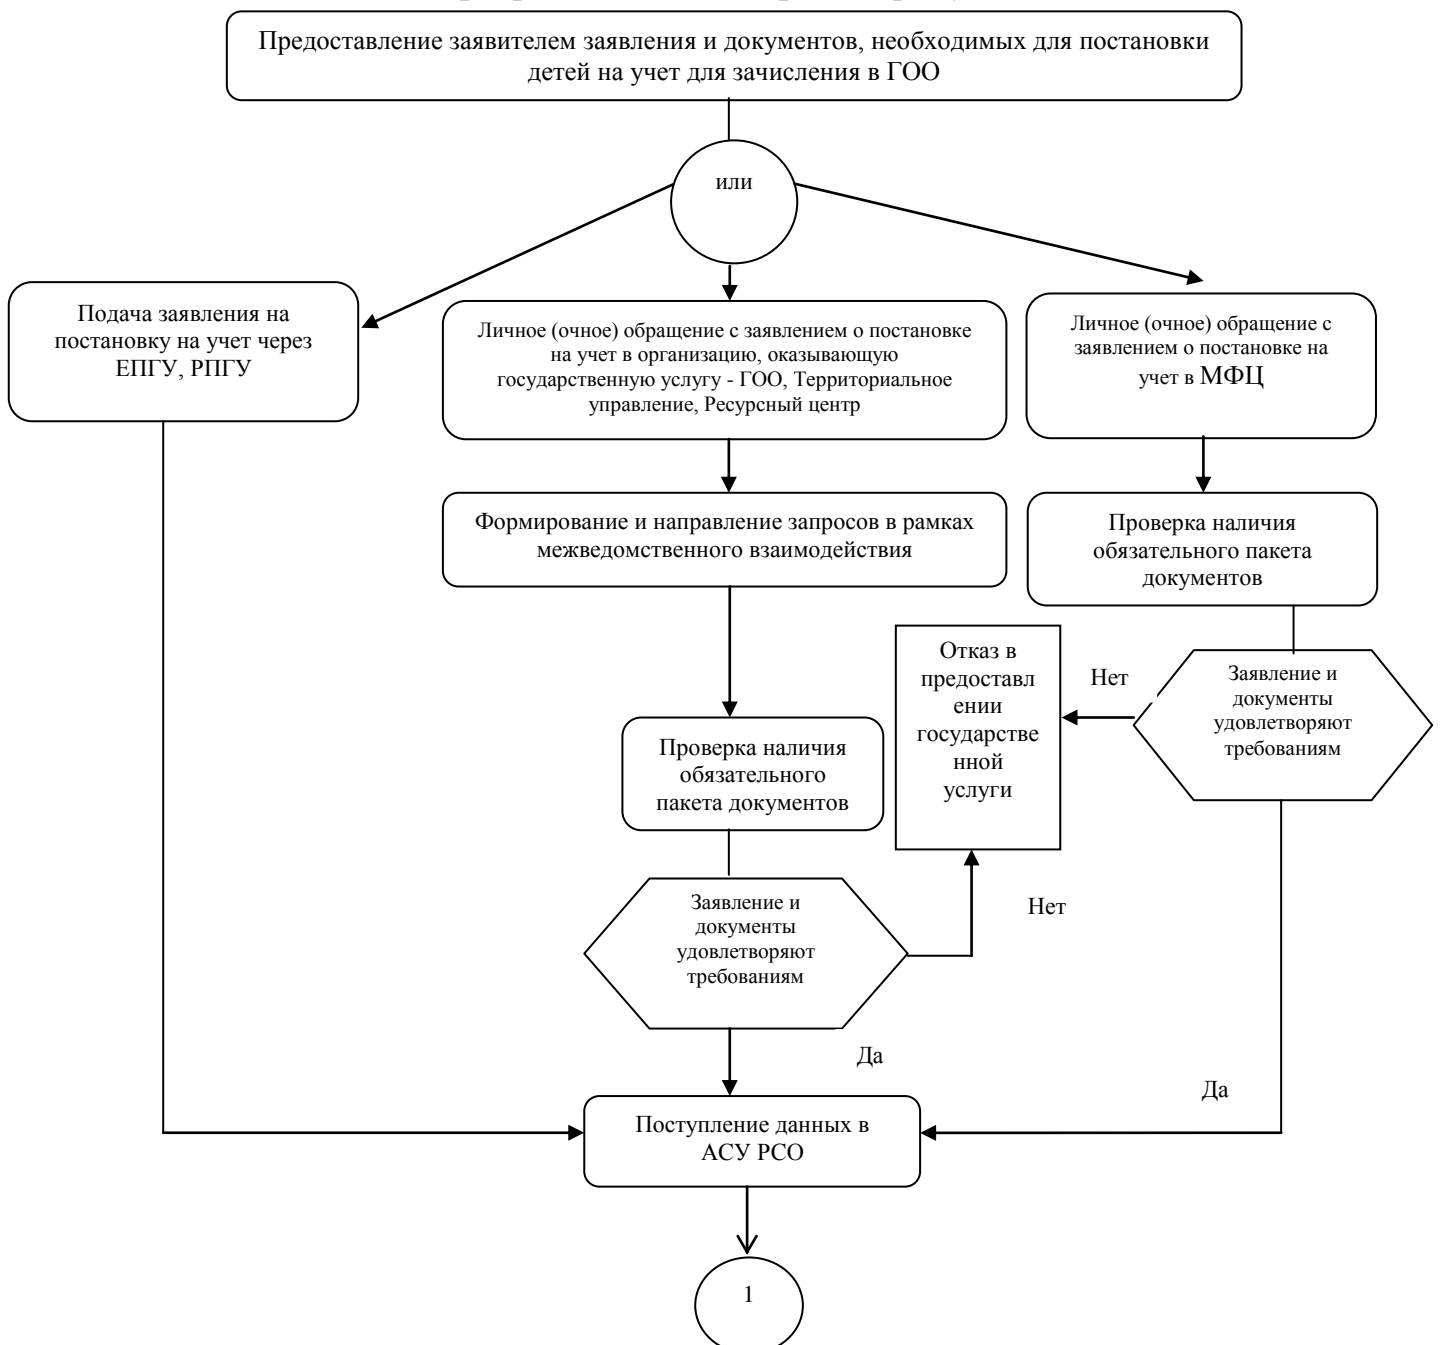 Предоставление заявителем заявления и документов, необходимых для постановки
детей на учет для зачисления в ГОО
или
Подача заявления на
постановку на учет через
ЕПГУ, РПГУ
Личное (очное) обращение с заявлением о постановке
на учет в организацию, оказывающую
государственную услугу - ГОО, Территориальное
управление, Ресурсный центр
Личное (очное) обращение с
заявлением о постановке на
учет в МФЦ
Формирование и направление запросов в рамках
межведомственного взаимодействия
Проверка наличия
обязательного пакета
документов
Отказ в
предоставл
ении
государстве
нной
услуги
Нет
Заявление и
документы
удовлетворяют
требованиям
Проверка наличия
обязательного
пакета документов
Заявление и
документы
удовлетворяют
требованиям
Нет
Да
Да
Поступление данных в
АСУ РСО
1